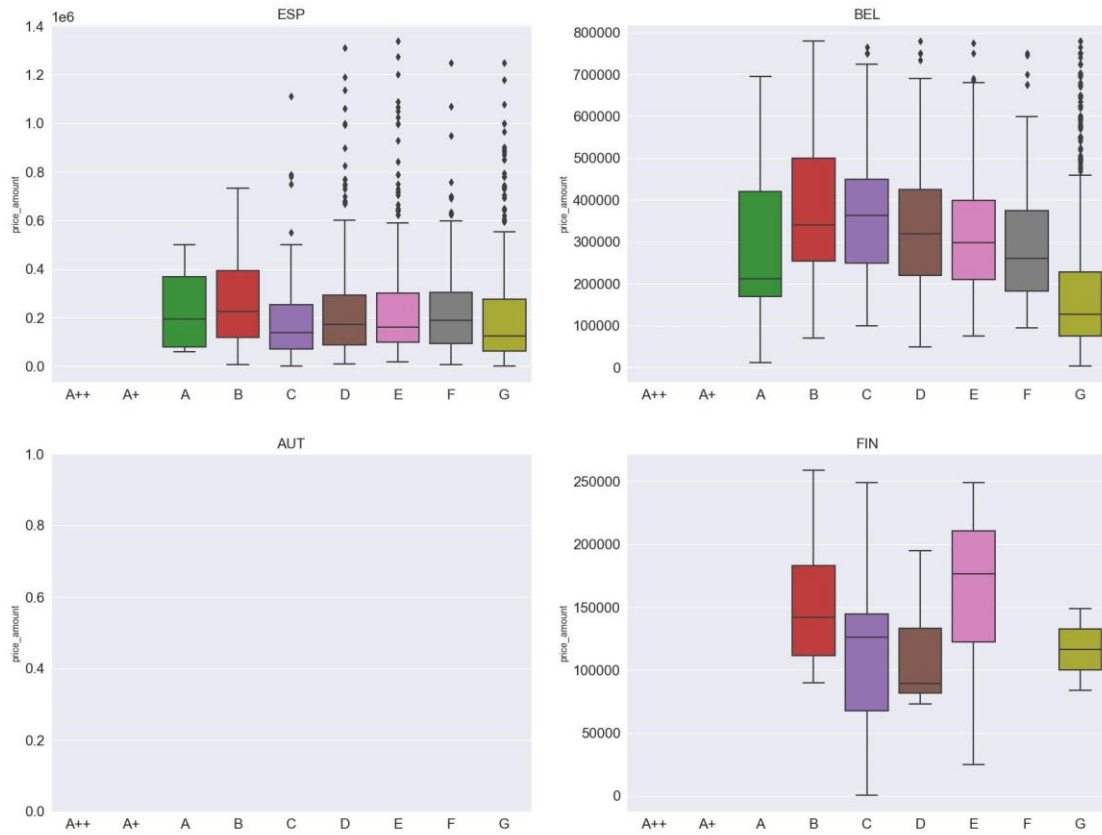 ESP
1e6
1.4
1.2
1.0
0.8
0.6
0.4
0.2
0.0
price_amount
A++ A+ A B C D E F G
BEL
800000
700000
600000
500000
400000
300000
200000
100000
0
price_amount
A++ A+ A B C D E F G
AUT
1.0
0.8
0.6
0.4
0.2
0.0
price_amount
A++ A+ A B C D E F G
FIN
250000
200000
150000
100000
50000
0
price_amount
A++ A+ A B C D E F G